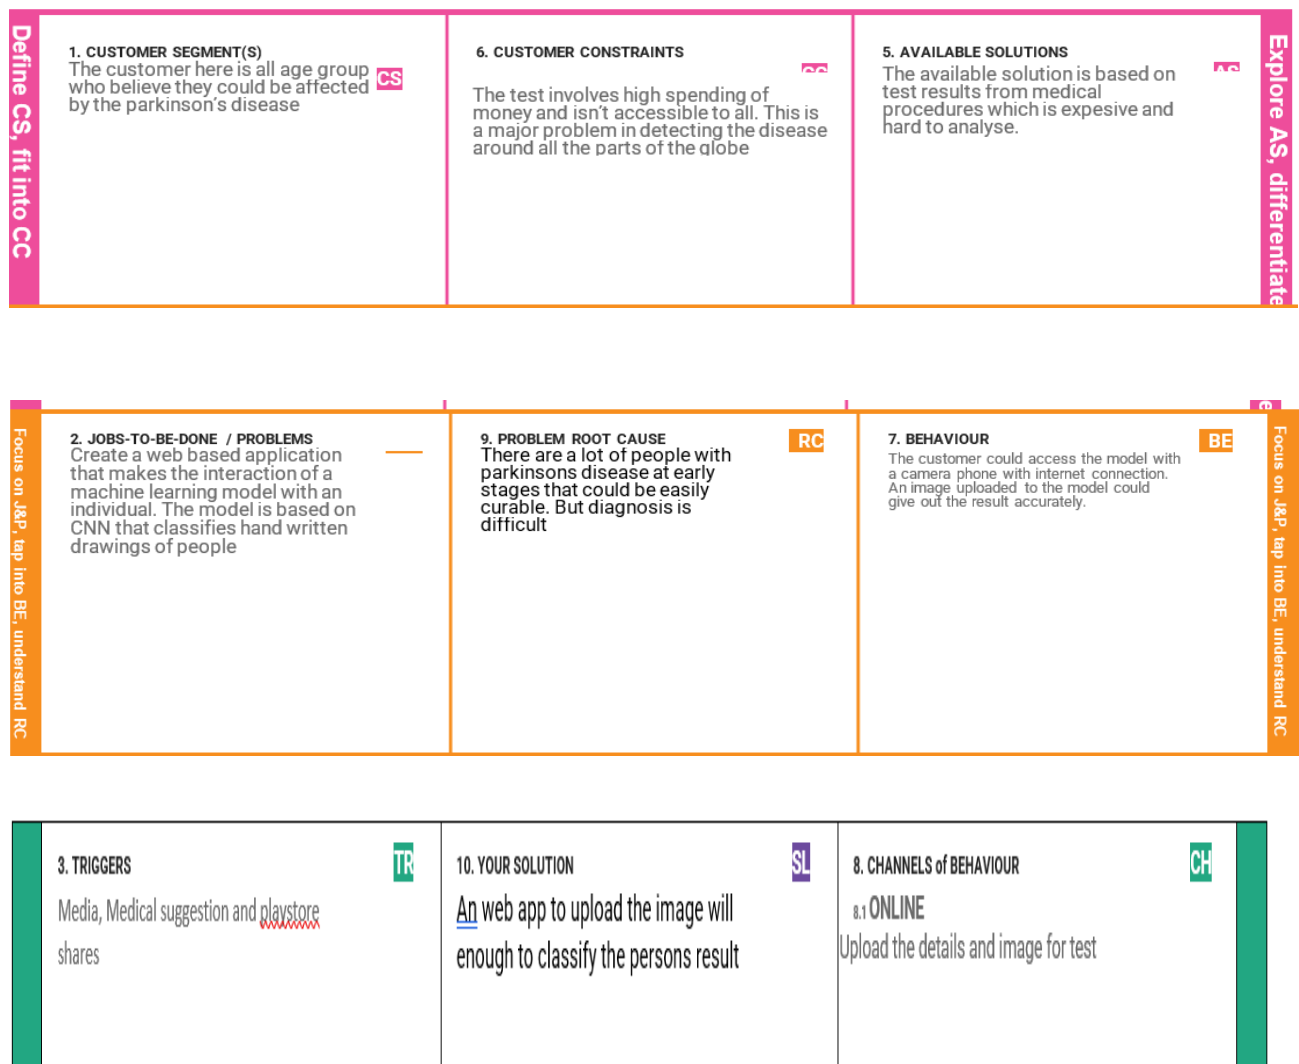 Define CS, fit into CC
1. CUSTOMER SEGMENT(S)
The customer here is all age group
who believe they could be affected
by the parkinson's disease
CS
6. CUSTOMER CONSTRAINTS
CC
The test involves high spending of
money and isn't accessible to all. This is
a major problem in detecting the disease
around all the parts of the globe
5. AVAILABLE SOLUTIONS
AS
The available solution is based on
test results from medical
procedures which is expesive and
hard to analyse.
Explore AS, differentiate
Focus on J&P, tap into BE, understand RC
2. JOBS-TO-BE-DONE / PROBLEMS
Create a web based application
that makes the interaction of a
machine learning model with an
individual. The model is based on
CNN that classifies hand written
drawings of people
9. PROBLEM ROOT CAUSE
RC
There are a lot of people with
parkinsons disease at early
stages that could be easily
curable. But diagnosis is
difficult
7. BEHAVIOUR
BE
The customer could access the model with
a camera phone with internet connection.
An image uploaded to the model could
give out the result accurately.
e
Focus on J&P, tap into BE, understand RC
3. TRIGGERS
TR
Media, Medical suggestion and playstore
shares
10. YOUR SOLUTION
SL
An web app to upload the image will
enough to classify the persons result
8. CHANNELS of BEHAVIOUR
CH
8.1 ONLINE
Upload the details and image for test